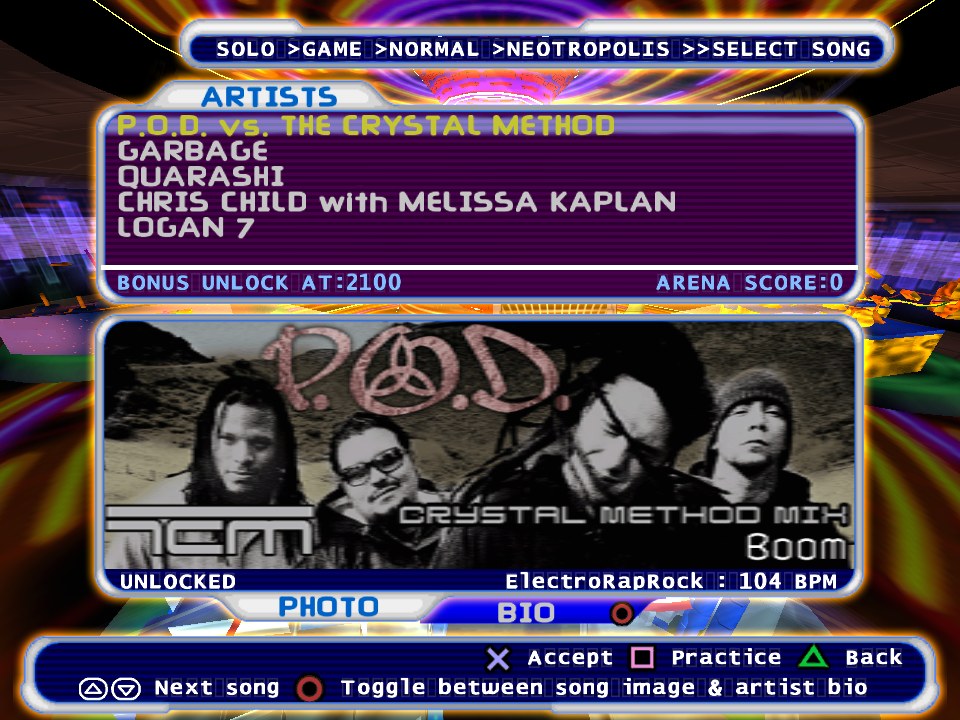 SOLO >GAME >NORMAL >NEOTROPOLIS >>SELECT SONG
ARTISTS
P.O.D. vs. THE CRYSTAL METHOD
GARBAGE
QUARASHI
CHRIS CHILD with MELISSA KAPLAN
LOGAN 7
BONUS UNLOCK AT:2100 ARENA SCORE:0
P.O.D.
TCM CRYSTAL METHOD MIX
Boom
UNLOCKED ElectroRapRock : 104 BPM
PHOTO BIO
Accept Practice Back
Next song Toggle between song image & artist bio